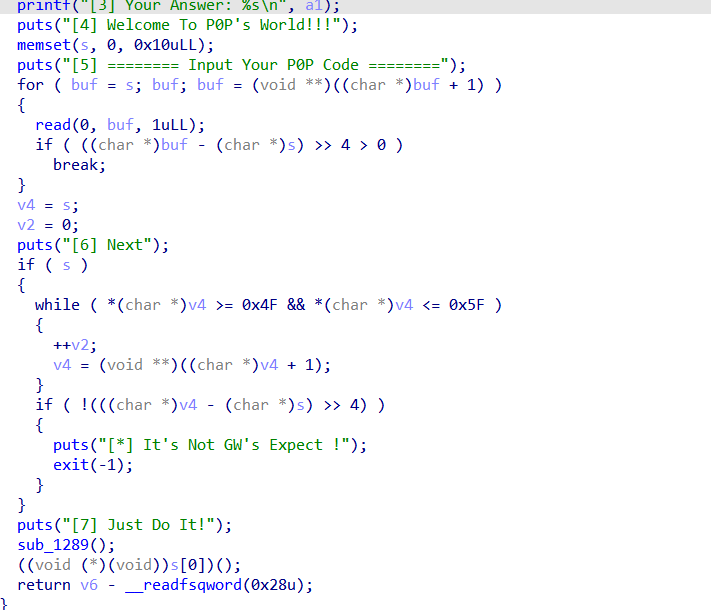 printf("[3] Your Answer: %s\n", a1);
puts("[4] Welcome To P0P's World!!!");
memset(s, 0, 0x10uLL);
puts("[5] ======== Input Your P0P Code ========");
for ( buf = s; buf; buf = (void **)((char *)buf + 1) )
{
read(0, buf, 1uLL);
if ( ((char *)buf - (char *)s) >> 4 > 0 )
break;
}
v4 = s;
v2 = 0;
puts("[6] Next");
if ( s )
{
while ( *(char *)v4 >= 0x4F && *(char *)v4 <= 0x5F )
{
++v2;
v4 = (void **)((char *)v4 + 1);
}
if ( !(((char *)v4 - (char *)s) >> 4) )
{
puts("[*] It's Not GW's Expect !");
exit(-1);
}
}
puts("[7] Just Do It!");
sub_1289();
((void (*)(void))s[0])();
return v6 - __readfsqword(0x28u);
}